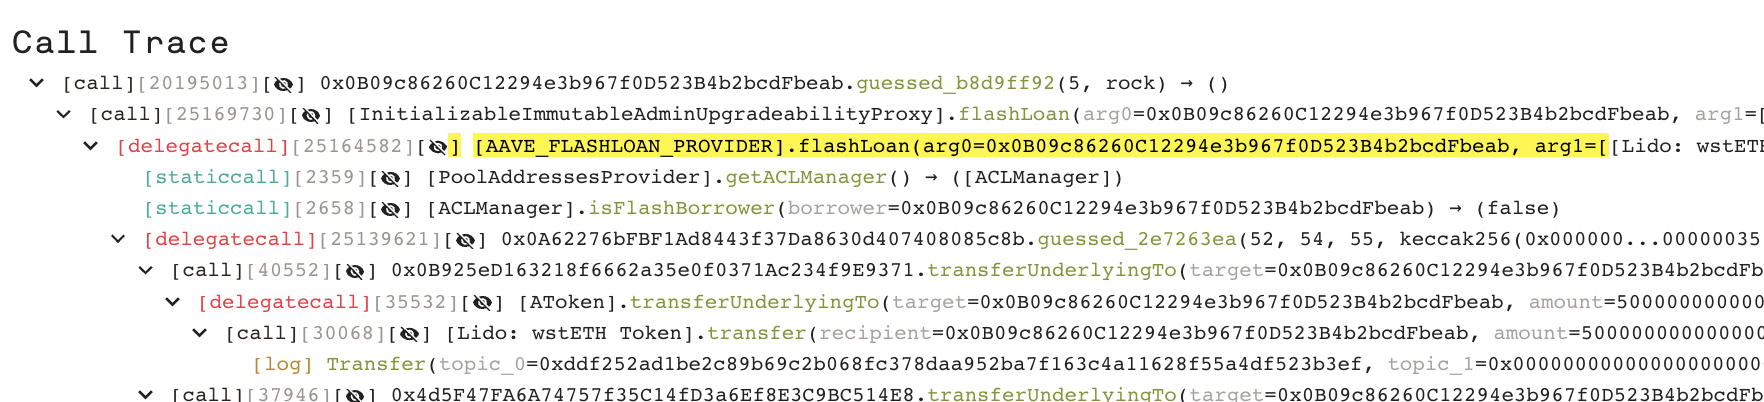 Call Trace
[call][20195013][] 0x0B09c86260C12294e3b967f0D523B4b2bcdFbeab.guessed_b8d9ff92(5, rock) → ()
[call][25169730][] [InitializableImmutableAdminUpgradeabilityProxy].flashLoan(arg0=0x0B09c86260C12294e3b967f0D523B4b2bcdFbeab, arg1=[
[delegatecall][25164582][] [AAVE_FLASHLOAN_PROVIDER].flashLoan(arg0=0x0B09c86260C12294e3b967f0D523B4b2bcdFbeab, arg1=[[Lido: wstETH
[staticcall][2359][] [PoolAddressesProvider].getACLManager() → ([ACLManager])
[staticcall][2658][] [ACLManager].isFlashBorrower(borrower=0x0B09c86260C12294e3b967f0D523B4b2bcdFbeab) → (false)
[delegatecall][25139621][] 0x0A62276bFBF1Ad8443f37Da8630d407408085c8b.guessed_2e7263ea(52, 54, 55, keccak256(0x000000...00000035
[call][40552][] 0x0B925eD163218f6662a35e0f0371Ac234f9E9371.transferUnderlyingTo(target=0x0B09c86260C12294e3b967f0D523B4b2bcdFb
[delegatecall][35532][] [AToken].transferUnderlyingTo(target=0x0B09c86260C12294e3b967f0D523B4b2bcdFbeab, amount=500000000000
[call][30068][] [Lido: wstETH Token].transfer(recipient=0x0B09c86260C12294e3b967f0D523B4b2bcdFbeab, amount=5000000000000000
[log] Transfer(topic_0=0xddf252ad1be2c89b69c2b068fc378daa952ba7f163c4a11628f55a4df523b3ef, topic_1=0x00000000000000000000
[call][37946][] 0x4d5F47FA6A74757f35C14fD3a6Ef8E3C9BC514E8.transferUnderlyingTo(target=0x0B09c86260C12294e3b967f0D523B4b2bcdFb